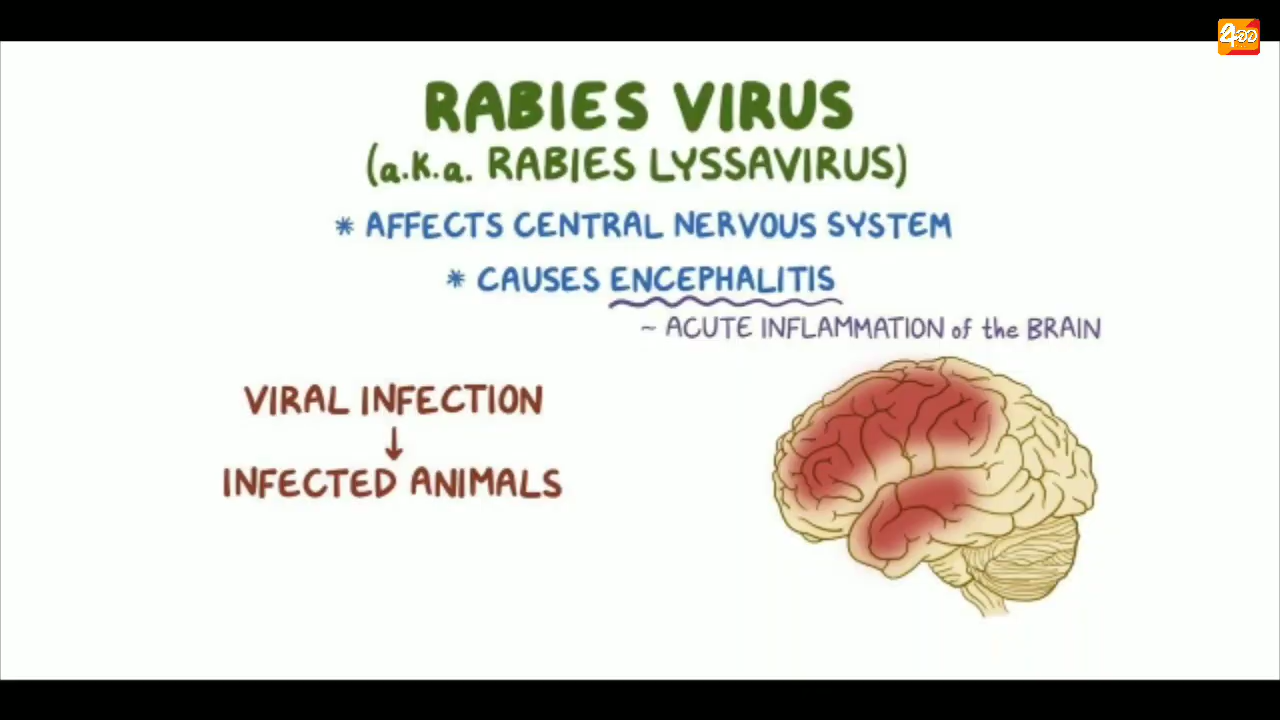 RABIES VIRUS
(a.k.a. RABIES LYSSAVIRUS)
* AFFECTS CENTRAL NERVOUS SYSTEM
* CAUSES ENCEPHALITIS
~ ACUTE INFLAMMATION of the BRAIN
VIRAL INFECTION
↓
INFECTED ANIMALS